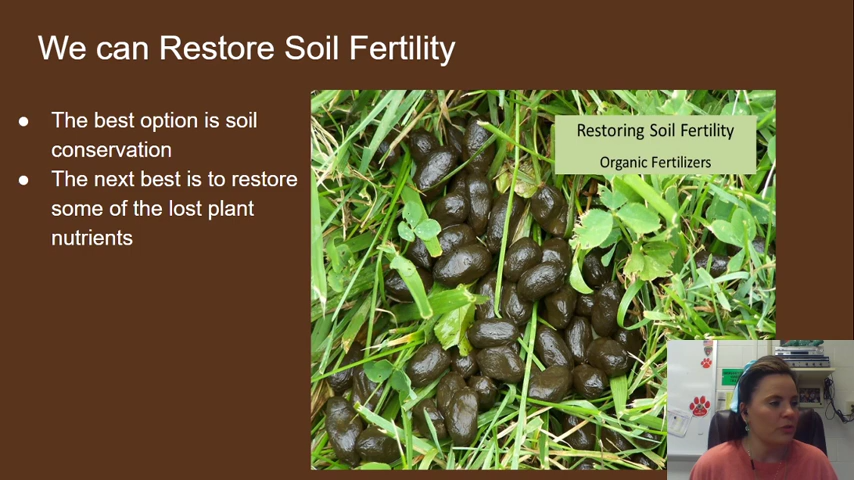 We can Restore Soil Fertility
● The best option is soil
conservation
● The next best is to restore
some of the lost plant
nutrients
Restoring Soil Fertility
Organic Fertilizers